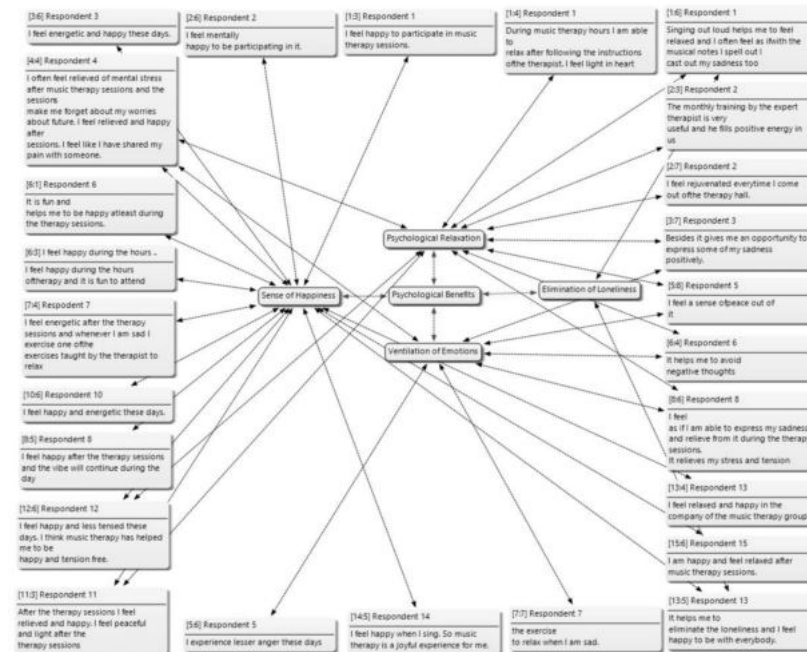 [3:6] Respondent 3
I feel energetic and happy these days.
[2:6] Respondent 2
I feel mentally
happy to be participating in it.
[1:3] Respondent 1
I feel happy to participate in music
therapy sessions.
[1:4] Respondent 1
During music therapy hours I am able
to
relax after following the instructions
ofthe therapist. I feel light in heart
[1:6] Respondent 1
Singing out loud helps me to feel
relaxed and I often feel as ifwith the
musical notes I spell out I
cast out my sadness too
[4:4] Respondent 4
I often feel relieved of mental stress
after music therapy sessions and the
sessions
make me forget about my worries
about future. I feel relieved and happy
after
sessions. I feel like I have shared my
pain with someone.
[2:3] Respondent 2
The monthly training by the expert
therapist is very
useful and he fills positive energy in
us
[6:1] Respondent 6
It is fun and
helps me to be happy atleast during
the therapy sessions.
[2:7] Respondent 2
I feel rejuvenated everytime I come
out ofthe therapy hall.
[3:7] Respondent 3
Besides it gives me an opportunity to
express some of my sadness
positively.
Psychological Relaxation
[6:3] I feel happy during the hours ..
I feel happy during the hours
oftherapy and it is fun to attend
Sense of Happiness
Psychological Benefits
Elimination of Loneliness
[5:8] Respondent 5
I feel a sense ofpeace out of
it
[7:4] Respodent 7
I feel energetic after the therapy
sessions and whenever I am sad I
exercise one ofthe
exercises taught by the therapist to
relax
Ventilation of Emotions
[6:4] Respondent 6
It helps me to avoid
negative thoughts
[10:6] Respondent 10
I feel happy and energetic these days.
[8:6] Respondent 8
I feel
as if I am able to express my sadness
and relieve from it during the therap
sessions.
It relieves my stress and tension
[8:5] Respondent 8
I feel happy after the therapy sessions
and the vibe will continue during the
day
[13:4] Respondent 13
I feel relaxed and happy in the
company of the music therapy group
[12:6] Respondent 12
I feel happy and less tensed these
days. I think music therapy has helped
me to be
happy and tension free.
[15:6] Respondent 15
I am happy and feel relaxed after
music therapy sessions.
[11:3] Respondent 11
After the therapy sessions I feel
relieved and happy. I feel peaceful
and light after the
therapy sessions
[5:6] Respondent 5
I experience lesser anger these days
[14:5] Respondent 14
I feel happy when I sing. So music
therapy is a joyful experience for me.
[7:7] Respondent 7
the exercise
to relax when I am sad.
[13:5] Respondent 13
It helps me to
eliminate the loneliness and I feel
happy to be with everybody.